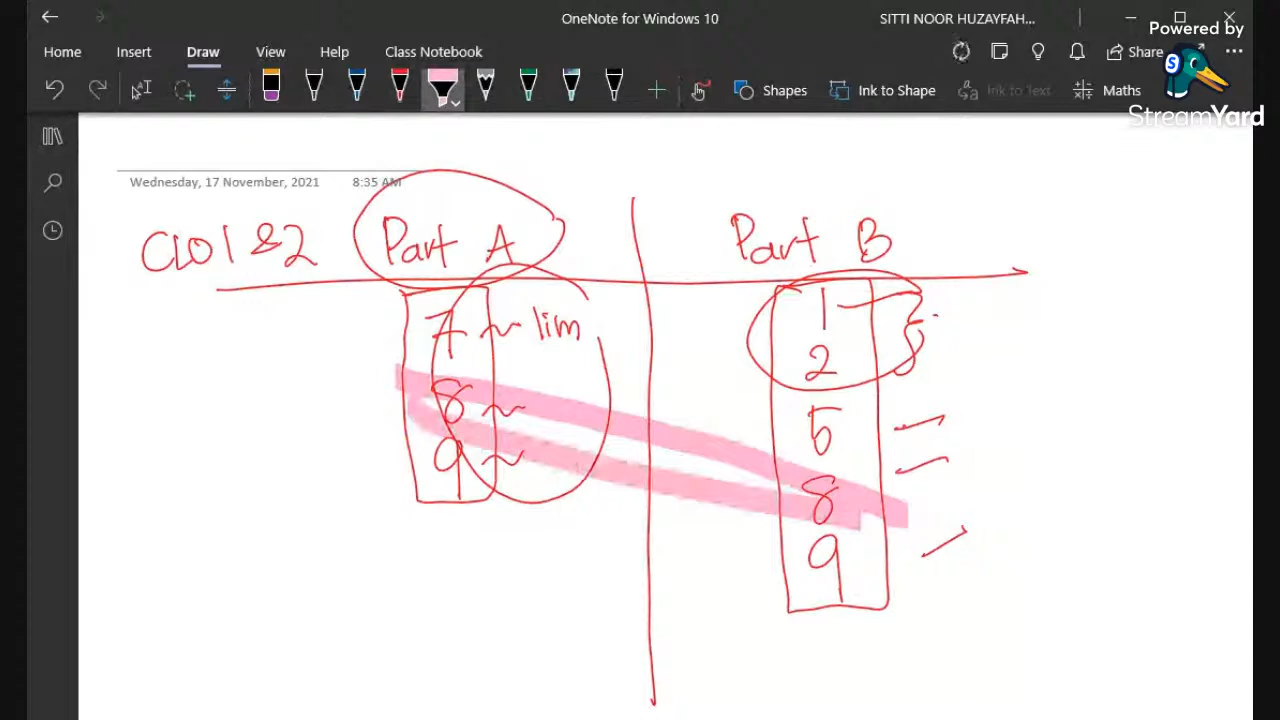 OneNote for Windows 10
SITTI NOOR HUZAYFAH...
Powered by
StreamYard
Home Insert Draw View Help Class Notebook Share
Shapes Ink to Shape Ink to Text Maths
Wednesday, 17 November, 2021 8:35 AM
CLO1 &2 Part A Part B
7 ~ lim 1
8 ~ 2
9 ~ 5
8
9